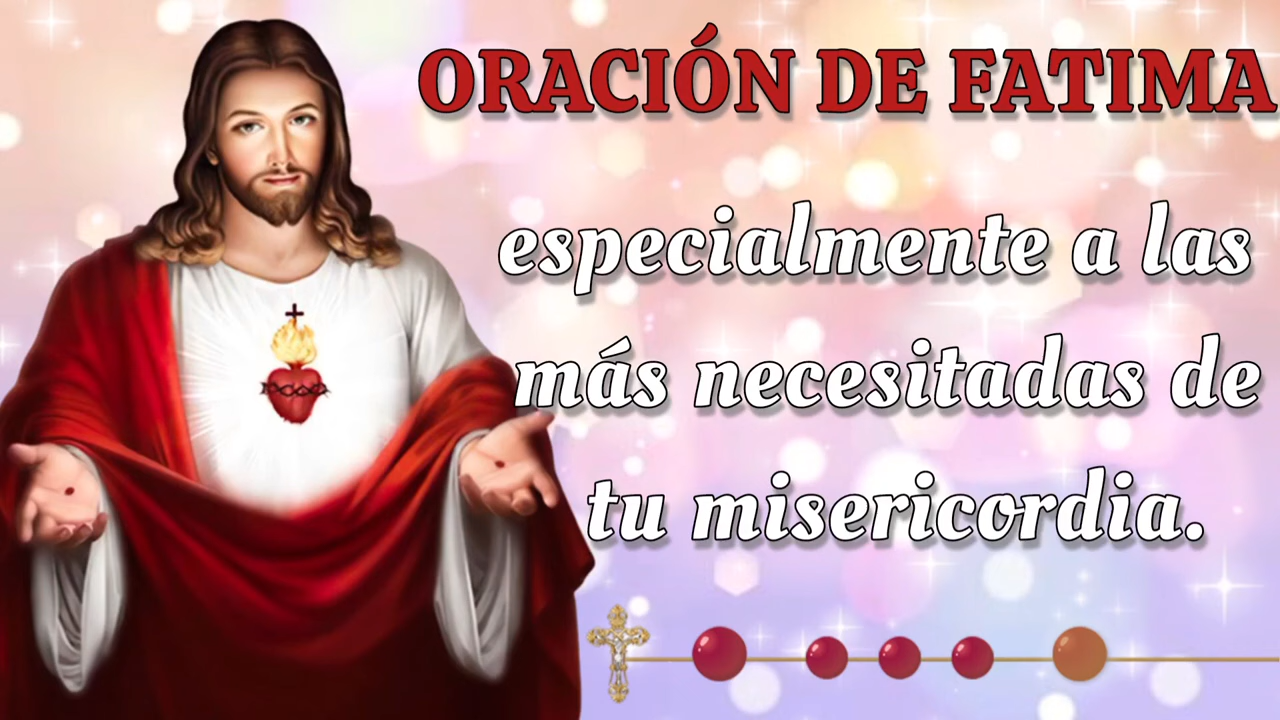 ORACIÓN DE FATIMA
especialmente a las
más necesitadas de
tu misericordia.